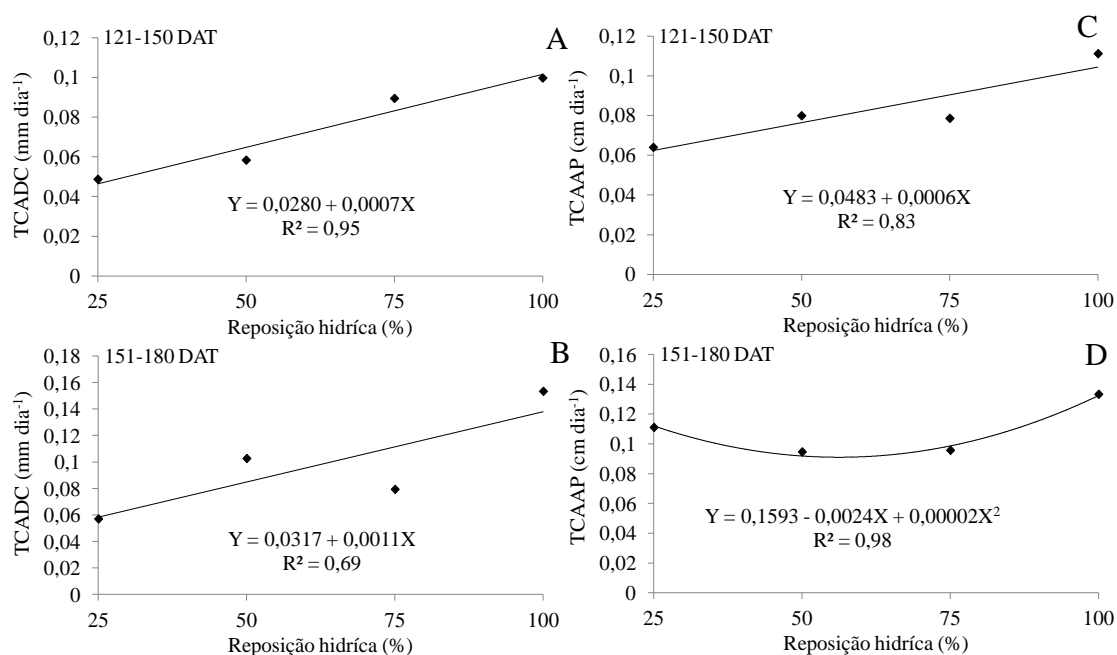 121-150 DAT
A
TCADC (mm dia⁻¹)
0,12
0,1
0,08
0,06
0,04
0,02
0
Y = 0,0280 + 0,0007X
R² = 0,95
25 50 75 100
Reposição hidríca (%)
121-150 DAT
C
TCAAP (cm dia⁻¹)
0,12
0,1
0,08
0,06
0,04
0,02
0
Y = 0,0483 + 0,0006X
R² = 0,83
25 50 75 100
Reposição hidríca (%)
151-180 DAT
B
TCADC (mm dia⁻¹)
0,18
0,16
0,14
0,12
0,1
0,08
0,06
0,04
0,02
0
Y = 0,0317 + 0,0011X
R² = 0,69
25 50 75 100
Reposição hidríca (%)
151-180 DAT
D
TCAAP (cm dia⁻¹)
0,16
0,14
0,12
0,1
0,08
0,06
0,04
0,02
0
Y = 0,1593 - 0,0024X + 0,00002X²
R² = 0,98
25 50 75 100
Reposição hidríca (%)